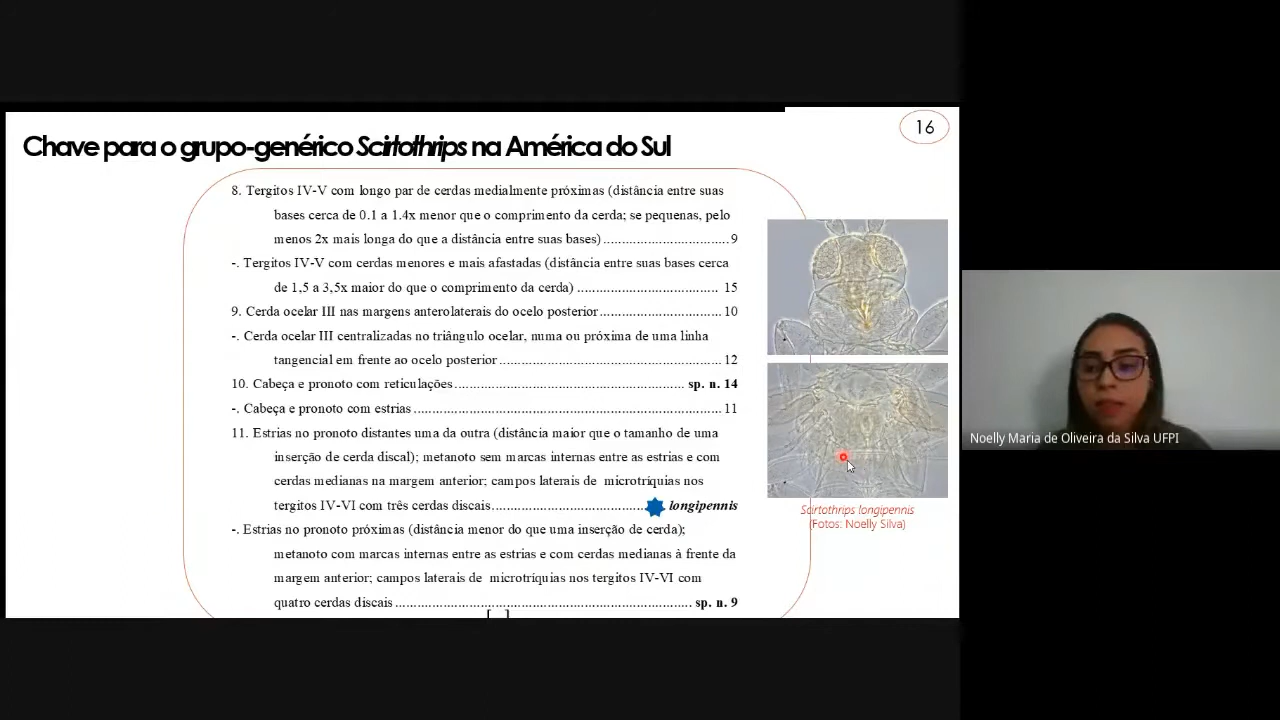 16
Chave para o grupo-genérico Scirtothrips na América do Sul
8. Tergitos IV-V com longo par de cerdas medialmente próximas (distância entre suas
bases cerca de 0.1 a 1.4x menor que o comprimento da cerda; se pequenas, pelo
menos 2x mais longa do que a distância entre suas bases) .................................. 9
-. Tergitos IV-V com cerdas menores e mais afastadas (distância entre suas bases cerca
de 1,5 a 3,5x maior do que o comprimento da cerda) ...................................... 15
9. Cerda ocelar III nas margens anterolaterais do ocelo posterior................................. 10
-. Cerda ocelar III centralizadas no triângulo ocelar, numa ou próxima de uma linha
tangencial em frente ao ocelo posterior............................................................ 12
10. Cabeça e pronoto com reticulações.............................................................. sp. n. 14
-. Cabeça e pronoto com estrias ................................................................................... 11
11. Estrias no pronoto distantes uma da outra (distância maior que o tamanho de uma
inserção de cerda discal); metanoto sem marcas internas entre as estrias e com
cerdas medianas na margem anterior; campos laterais de microtríquias nos
tergitos IV-VI com três cerdas discais......................................... longipennis
-. Estrias no pronoto próximas (distância menor do que uma inserção de cerda);
metanoto com marcas internas entre as estrias e com cerdas medianas à frente da
margem anterior; campos laterais de microtríquias nos tergitos IV-VI com
quatro cerdas discais ................................................................................ sp. n. 9
Scirtothrips longipennis
(Fotos: Noelly Silva)
Noelly Maria de Oliveira da Silva UFPI